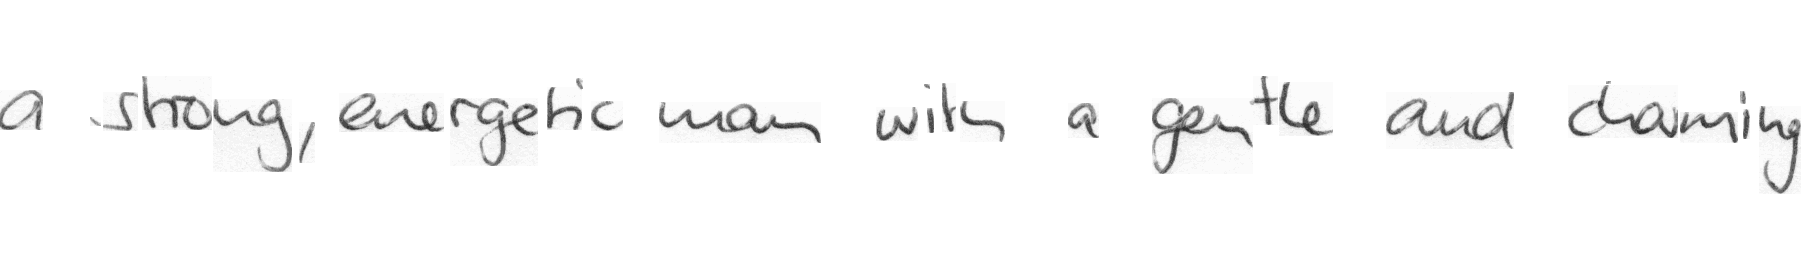 a strong, energetic man with a gentle and charming